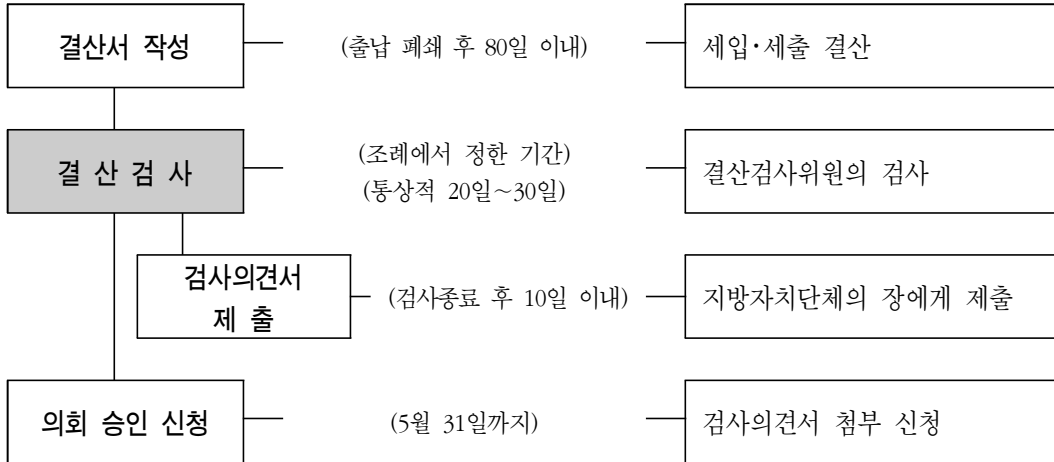 결산서 작성
(출납 폐쇄 후 80일 이내)
세입·세출 결산
결 산 검 사
(조례에서 정한 기간)
(통상적 20일～30일)
결산검사위원의 검사
검사의견서
제 출
(검사종료 후 10일 이내)
지방자치단체의 장에게 제출
의회 승인 신청
(5월 31일까지)
검사의견서 첨부 신청